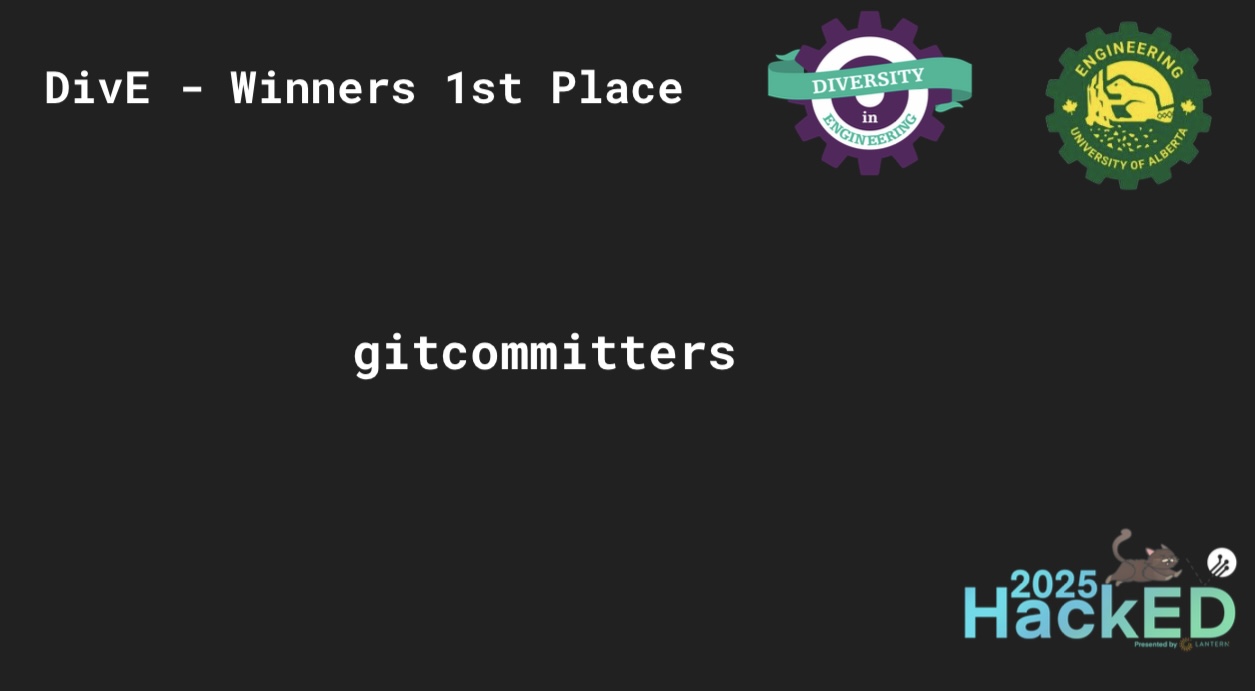 DivE - Winners 1st Place
DIVERSITY
in
ENGINEERING
ENGINEERING
UNIVERSITY OF ALBERTA
gitcommitters
2025
HackED
Presented by LANTERN